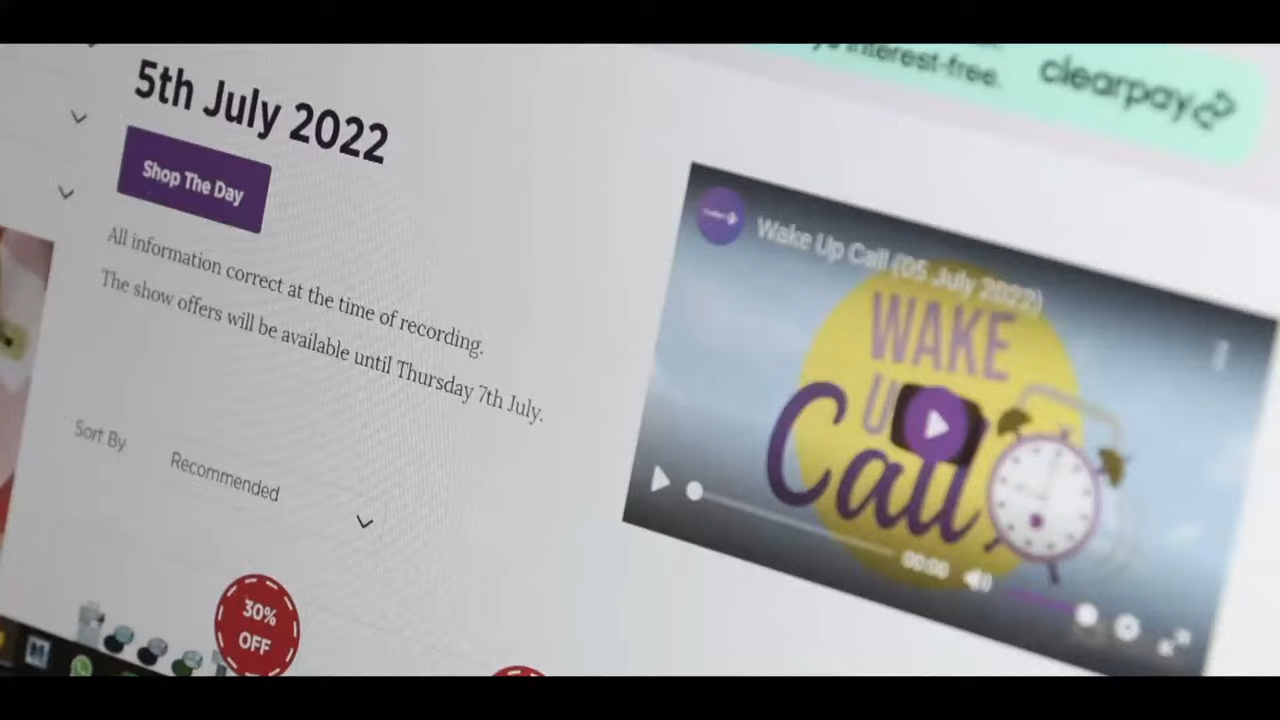 interest-free.
clearpay
5th July 2022
Shop The Day
All information correct at the time of recording.
The show offers will be available until Thursday 7th July.
Sort By
Recommended
30%
OFF
Wake Up Call (05 July 2022)
WAKE
UP
Call
00:00